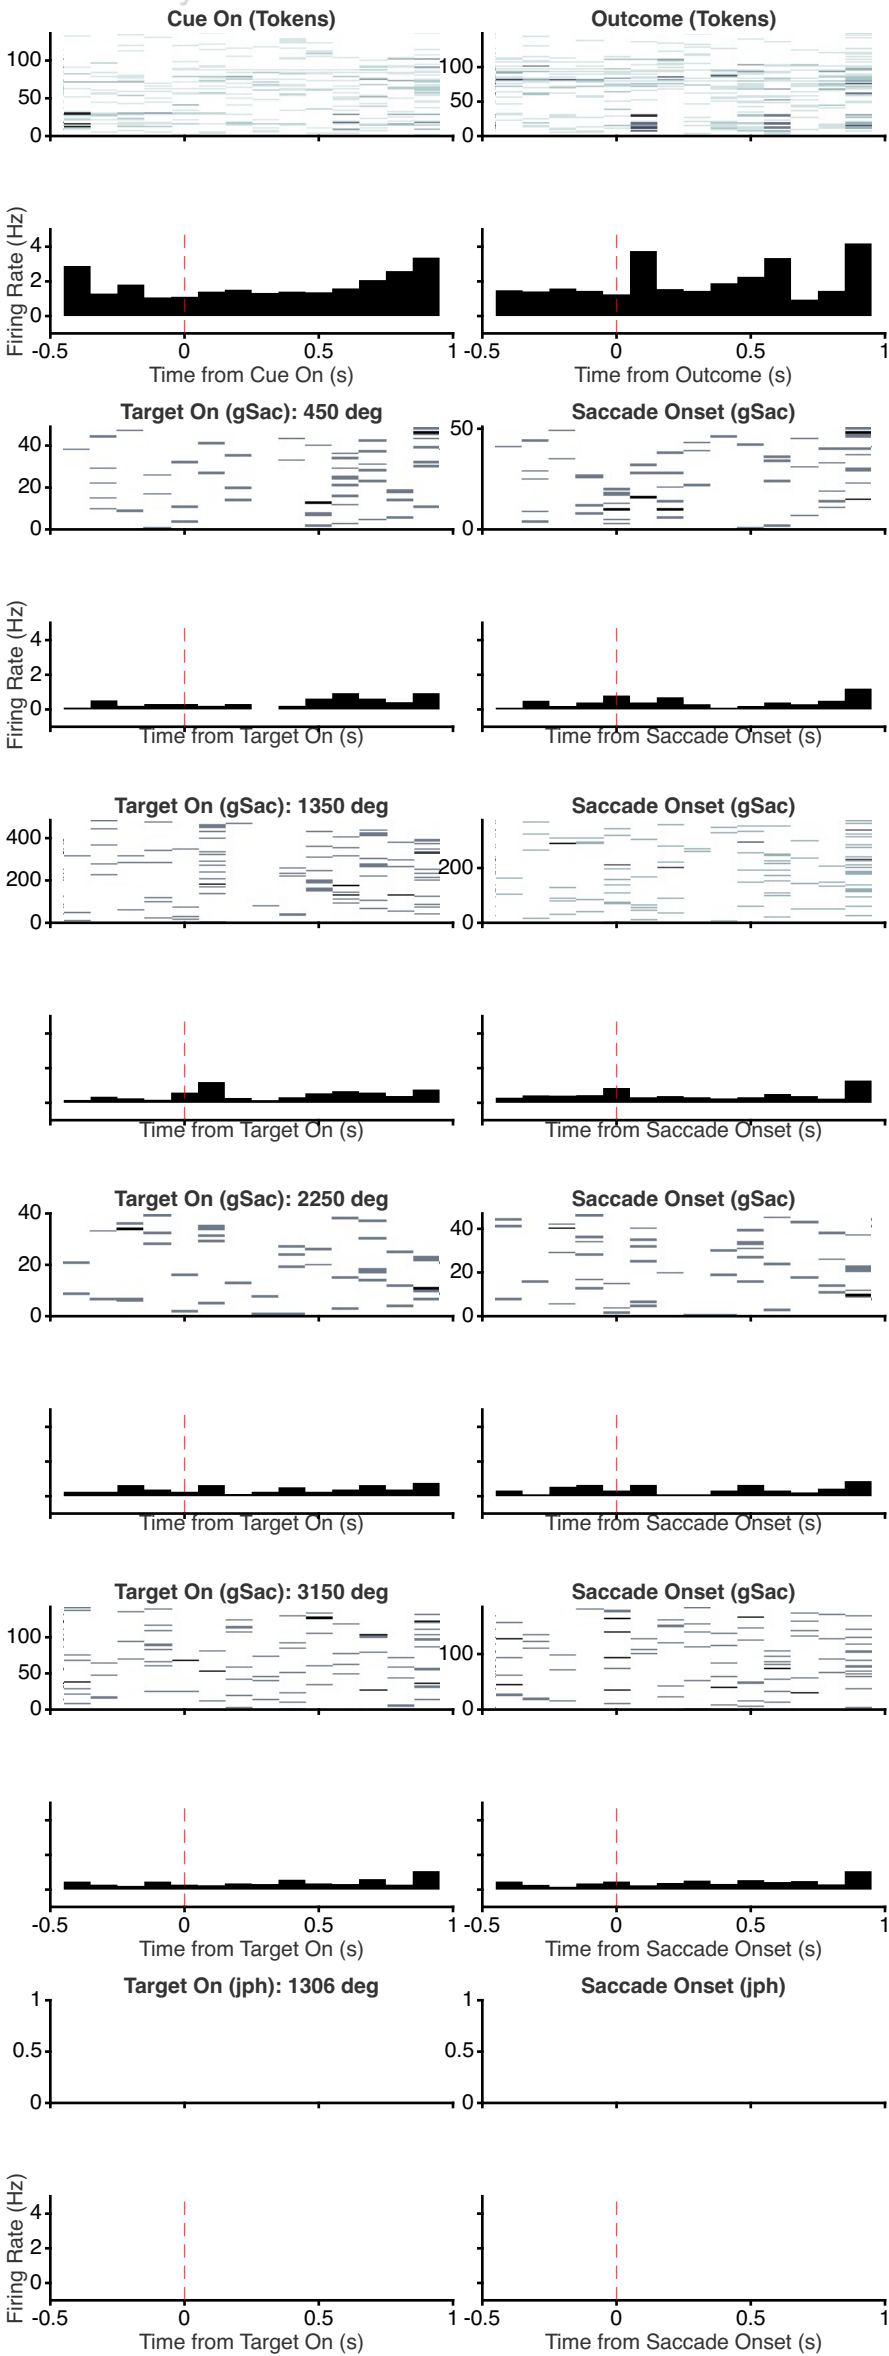 Cue On (Tokens) Outcome (Tokens)
100 100
50 50
0 0
Firing Rate (Hz)
4
2
0
-0.5 0 0.5 1 -0.5 0 0.5 1
Time from Cue On (s) Time from Outcome (s)
Target On (gSac): 450 deg Saccade Onset (gSac)
40 50
20
0 0
Firing Rate (Hz)
4
2
0
Time from Target On (s) Time from Saccade Onset (s)
Target On (gSac): 1350 deg Saccade Onset (gSac)
400
200 200
0 0
Time from Target On (s) Time from Saccade Onset (s)
Target On (gSac): 2250 deg Saccade Onset (gSac)
40 40
20 20
0 0
Time from Target On (s) Time from Saccade Onset (s)
Target On (gSac): 3150 deg Saccade Onset (gSac)
100 100
50
0 0
-0.5 0 0.5 1 -0.5 0 0.5 1
Time from Target On (s) Time from Saccade Onset (s)
Target On (jph): 1306 deg Saccade Onset (jph)
1 1
0.5 0.5
0 0
Firing Rate (Hz)
4
2
0
-0.5 0 0.5 1 -0.5 0 0.5 1
Time from Target On (s) Time from Saccade Onset (s)